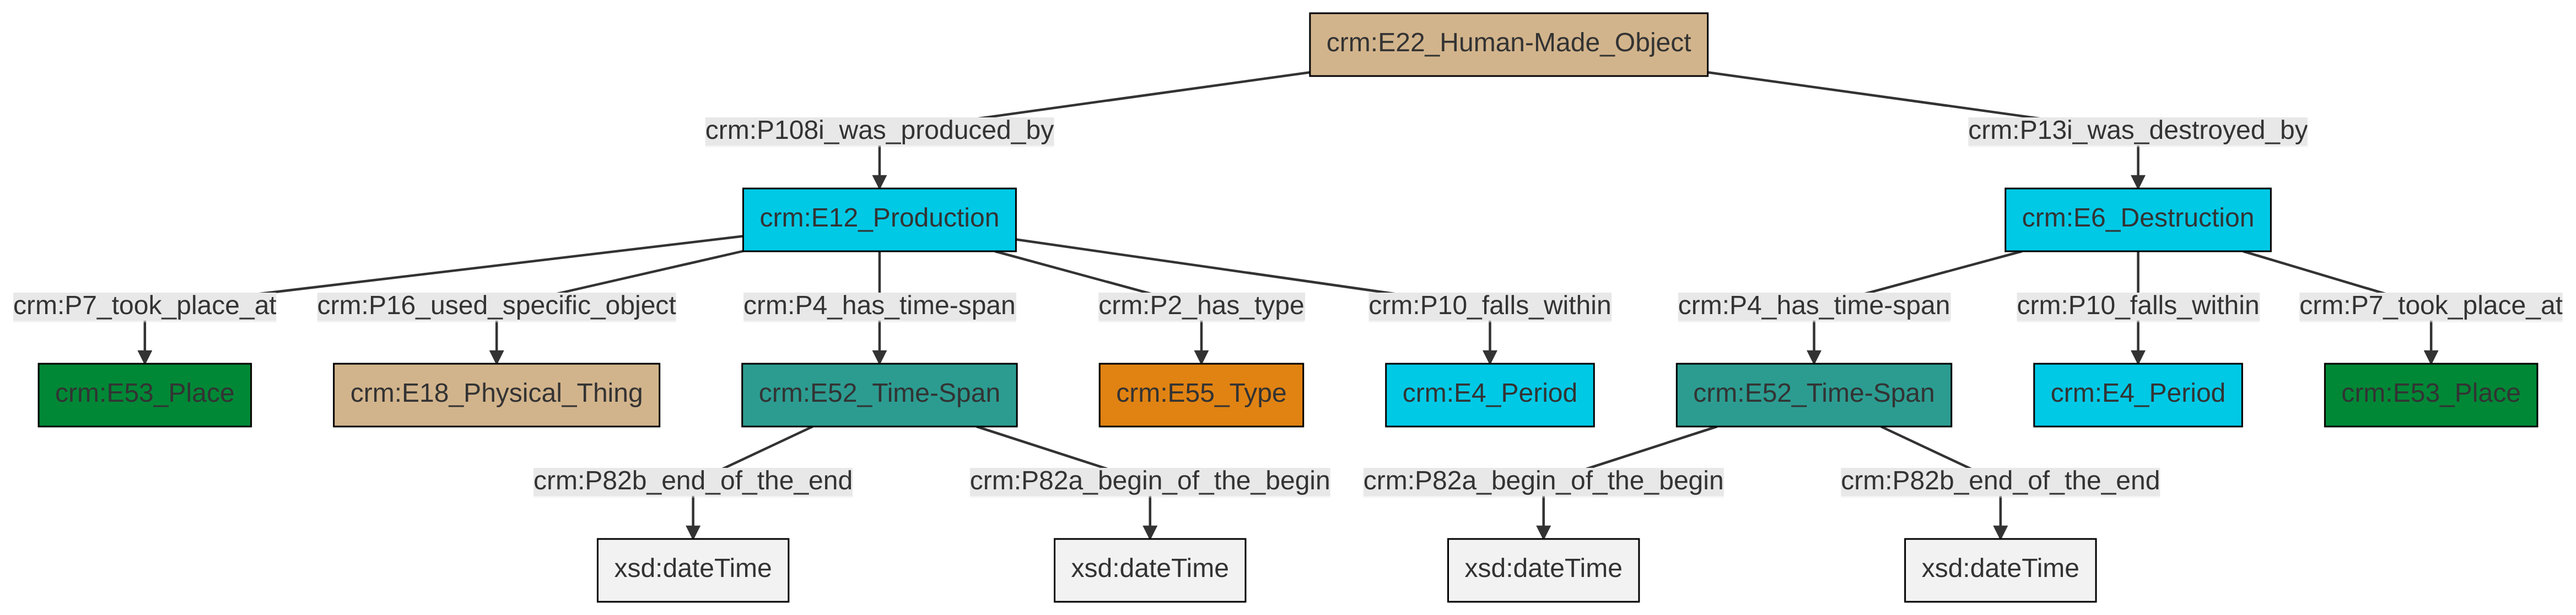 crm:E22_Human-Made_Object
crm:P108i_was_produced_by
crm:P13i_was_destroyed_by
crm:E12_Production
crm:E6_Destruction
crm:P7_took_place_at
crm:P16_used_specific_object
crm:P4_has_time-span
crm:P2_has_type
crm:P10_falls_within
crm:P4_has_time-span
crm:P10_falls_within
crm:P7_took_place_at
crm:E53_Place
crm:E18_Physical_Thing
crm:E52_Time-Span
crm:E55_Type
crm:E4_Period
crm:E52_Time-Span
crm:E4_Period
crm:E53_Place
crm:P82b_end_of_the_end
crm:P82a_begin_of_the_begin
crm:P82a_begin_of_the_begin
crm:P82b_end_of_the_end
xsd:dateTime
xsd:dateTime
xsd:dateTime
xsd:dateTime